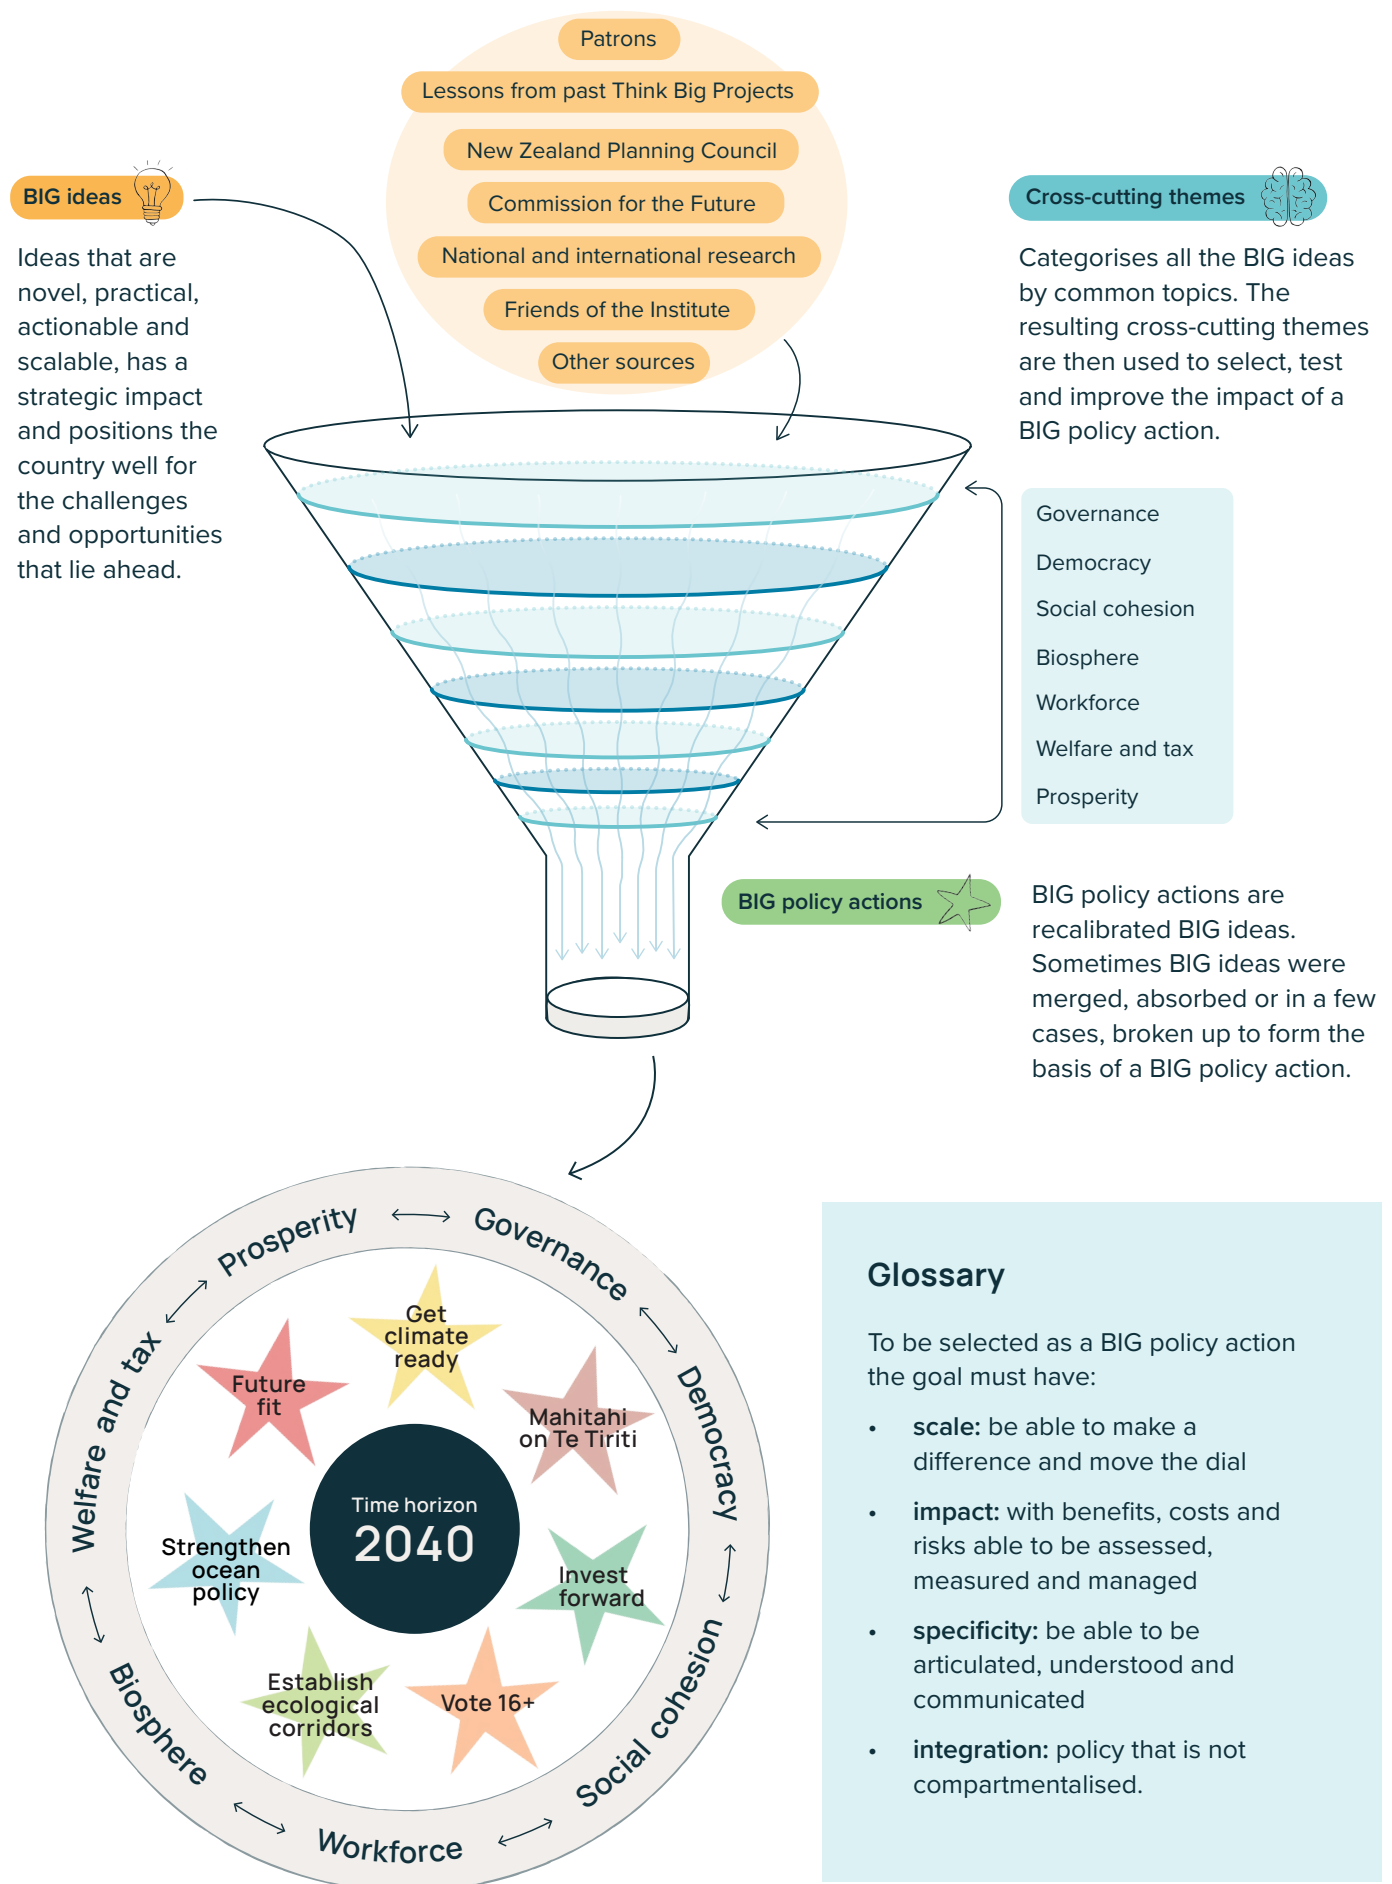 Patrons
Lessons from past Think Big Projects
New Zealand Planning Council
Commission for the Future
National and international research
Friends of the Institute
Other sources
BIG ideas
Ideas that are
novel, practical,
actionable and
scalable, has a
strategic impact
and positions the
country well for
the challenges
and opportunities
that lie ahead.
Cross-cutting themes
Categorises all the BIG ideas
by common topics. The
resulting cross-cutting themes
are then used to select, test
and improve the impact of a
BIG policy action.
Governance
Democracy
Social cohesion
Biosphere
Workforce
Welfare and tax
Prosperity
BIG policy actions
BIG policy actions are
recalibrated BIG ideas.
Sometimes BIG ideas were
merged, absorbed or in a few
cases, broken up to form the
basis of a BIG policy action.
Prosperity
Governance
Democracy
Social cohesion
Workforce
Biosphere
Welfare and tax
Get
climate
ready
Mahitahi
on Te Tiriti
Invest
forward
Vote 16+
Establish
ecological
corridors
Strengthen
ocean
policy
Future
fit
Time horizon
2040
Glossary
To be selected as a BIG policy action
the goal must have:
• scale: be able to make a
difference and move the dial
• impact: with benefits, costs and
risks able to be assessed,
measured and managed
• specificity: be able to be
articulated, understood and
communicated
• integration: policy that is not
compartmentalised.